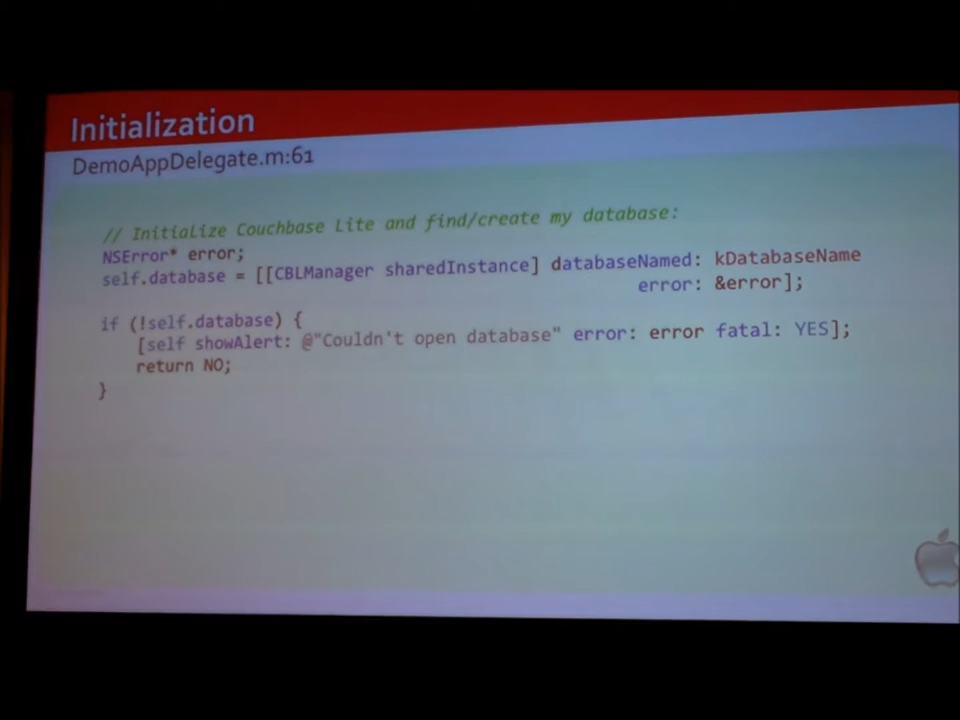 Initialization
DemoAppDelegate.m:61
// Initialize Couchbase Lite and find/create my database:
NSError* error;
self.database = [[CBLManager sharedInstance] databaseNamed: kDatabaseName
error: &error];
if (!self.database) {
[self showAlert: @"Couldn't open database" error: error fatal: YES];
return NO;
}